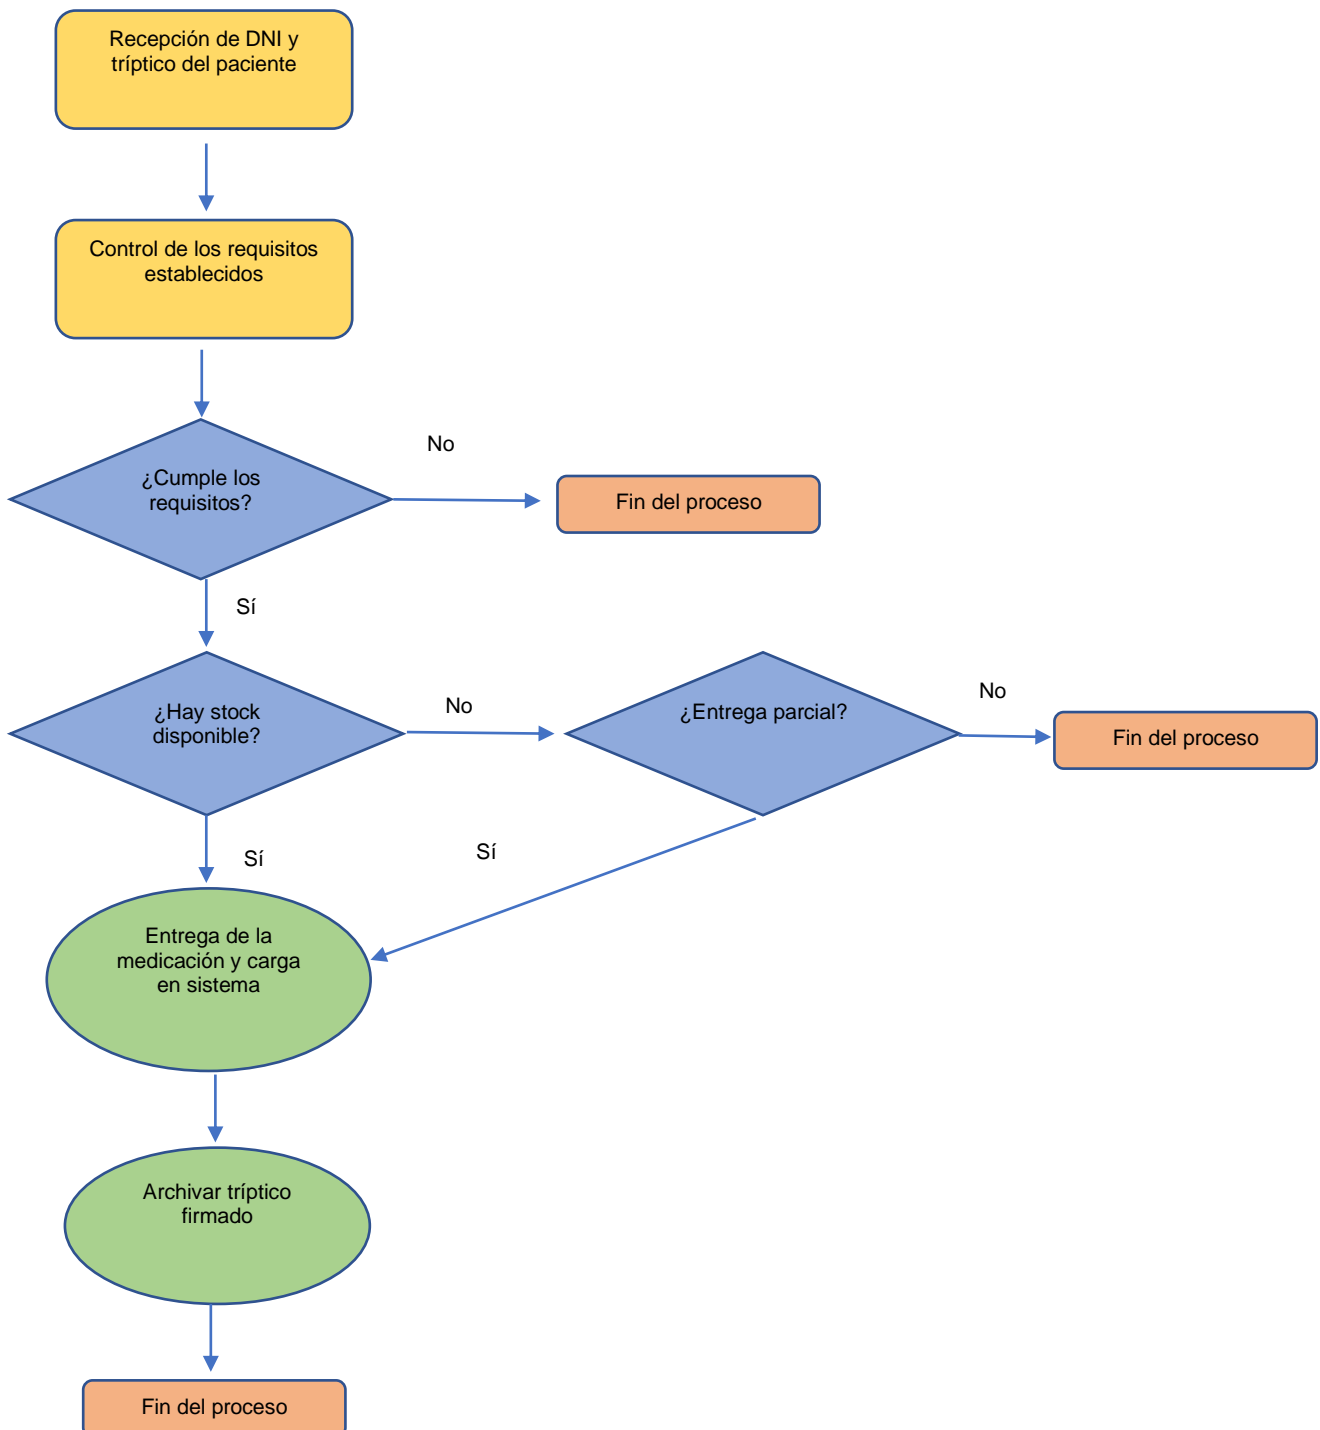 Recepción de DNI y
tríptico del paciente
Control de los requisitos
establecidos
¿Cumple los
requisitos?
No
Fin del proceso
Sí
¿Hay stock
disponible?
No
¿Entrega parcial?
No
Fin del proceso
Sí
Sí
Entrega de la
medicación y carga
en sistema
Archivar tríptico
firmado
Fin del proceso